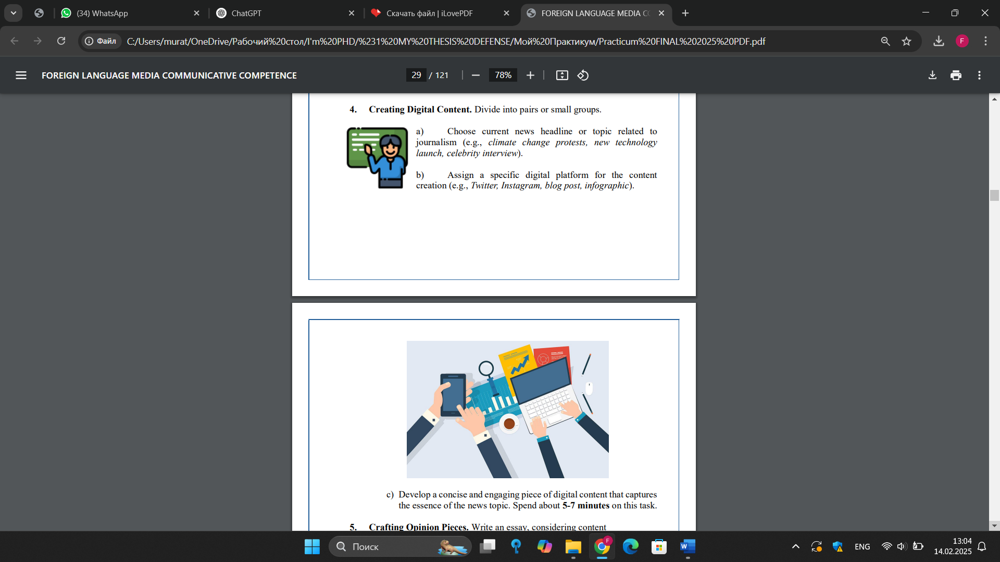 (34) WhatsApp
ChatGPT
Скачать файл | iLovePDF
FOREIGN LANGUAGE MEDIA C
Файл
C:/Users/murat/OneDrive/Рабочий%20стол/I'm%20PHD/%231%20MY%20THESIS%20DEFENSE/Мой%20Практикум/Practicum%20FINAL%202025%20PDF.pdf
F
FOREIGN LANGUAGE MEDIA COMMUNICATIVE COMPETENCE
29 / 121
78%
4. Creating Digital Content. Divide into pairs or small groups.
a) Choose current news headline or topic related to
journalism (e.g., climate change protests, new technology
launch, celebrity interview).
b) Assign a specific digital platform for the content
creation (e.g., Twitter, Instagram, blog post, infographic).
c) Develop a concise and engaging piece of digital content that captures
the essence of the news topic. Spend about 5-7 minutes on this task.
5. Crafting Opinion Pieces. Write an essay, considering content
Поиск
F
W
ENG
13:04
14.02.2025